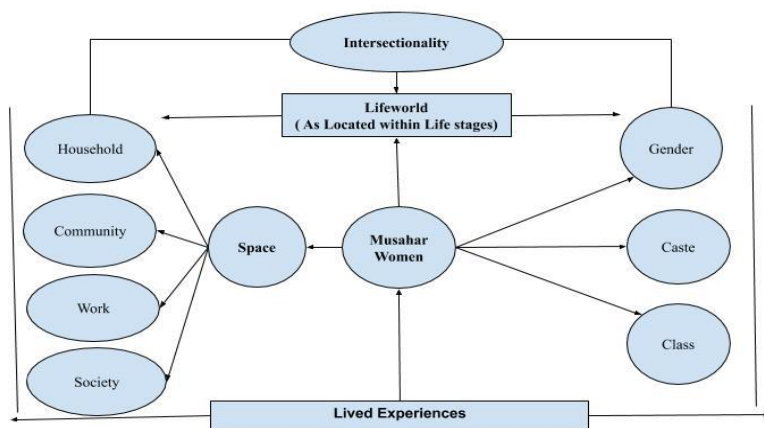 Intersectionality
Lifeworld
( As Located within Life stages)
Household
Gender
Community
Space
Musahar
Women
Caste
Work
Class
Society
Lived Experiences